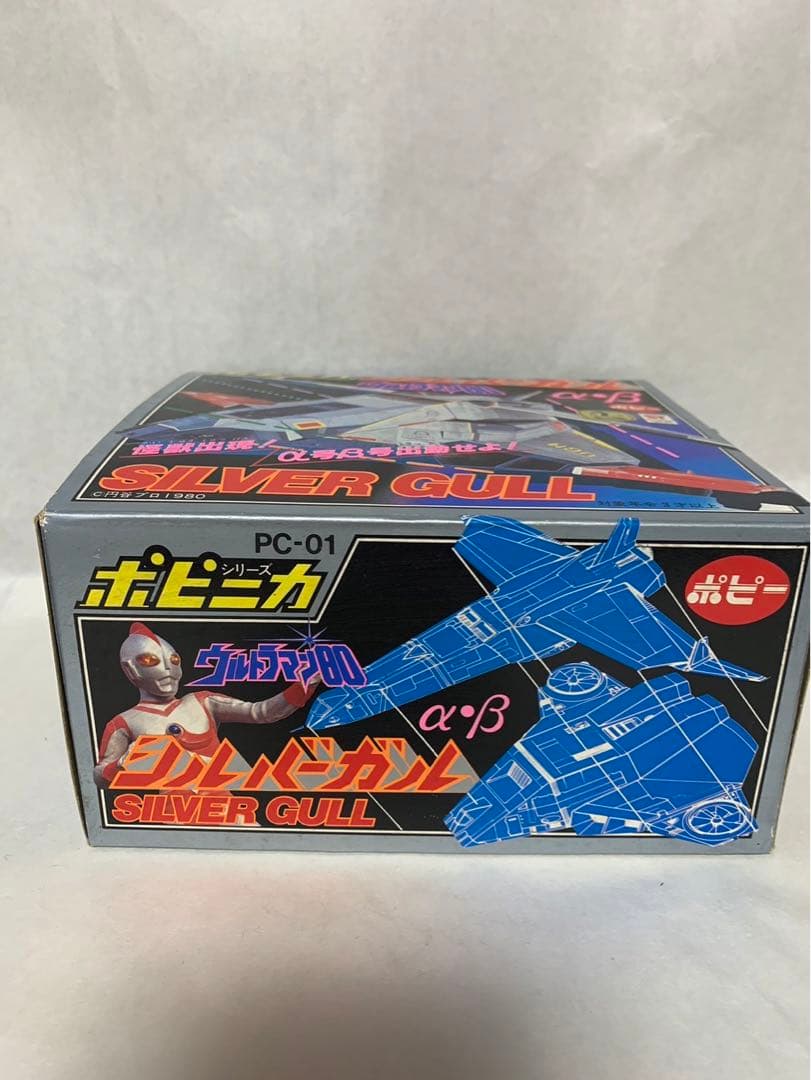 α•β
怪獣出現！
α号β号出動せよ！
SILVER GULL
©円谷プロ1980
PC-01
ポピニカ
シリーズ
ポピー
ウルトラマン80
α•β
シルバーガル
SILVER GULL